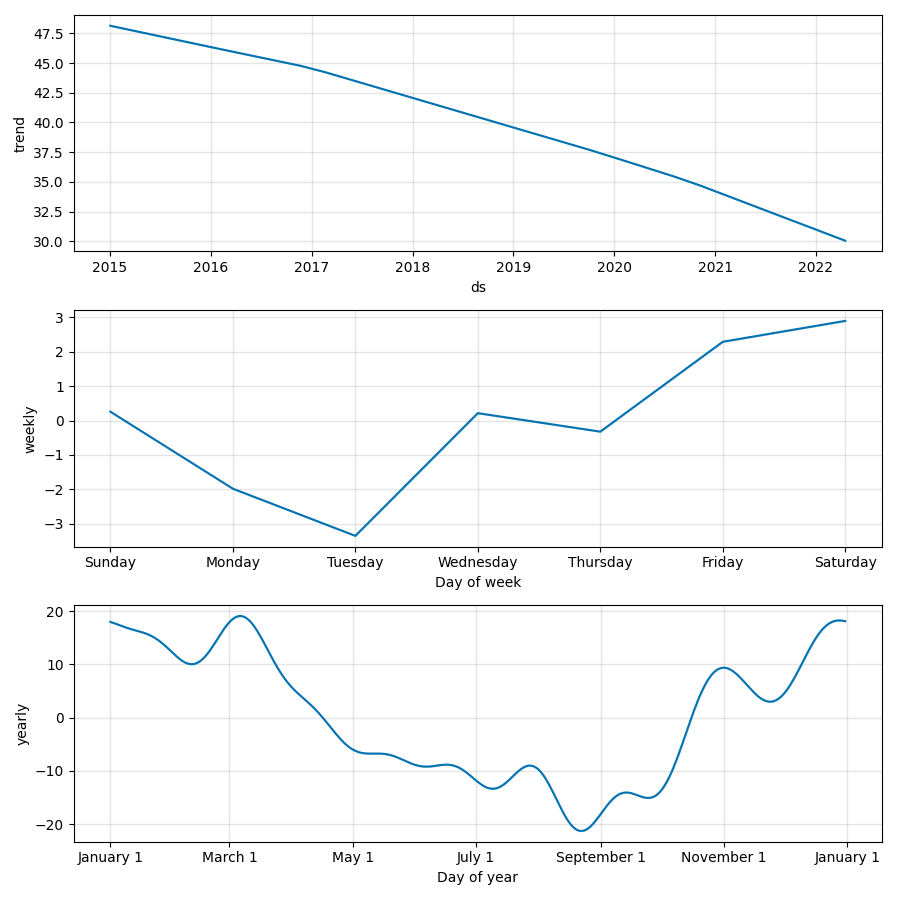 47.5
45.0
42.5
40.0
37.5
35.0
32.5
30.0
trend
2015 2016 2017 2018 2019 2020 2021 2022
ds
3
2
1
0
−1
−2
−3
weekly
Sunday Monday Tuesday Wednesday Thursday Friday Saturday
Day of week
20
10
0
−10
−20
yearly
January 1 March 1 May 1 July 1 September 1 November 1 January 1
Day of year